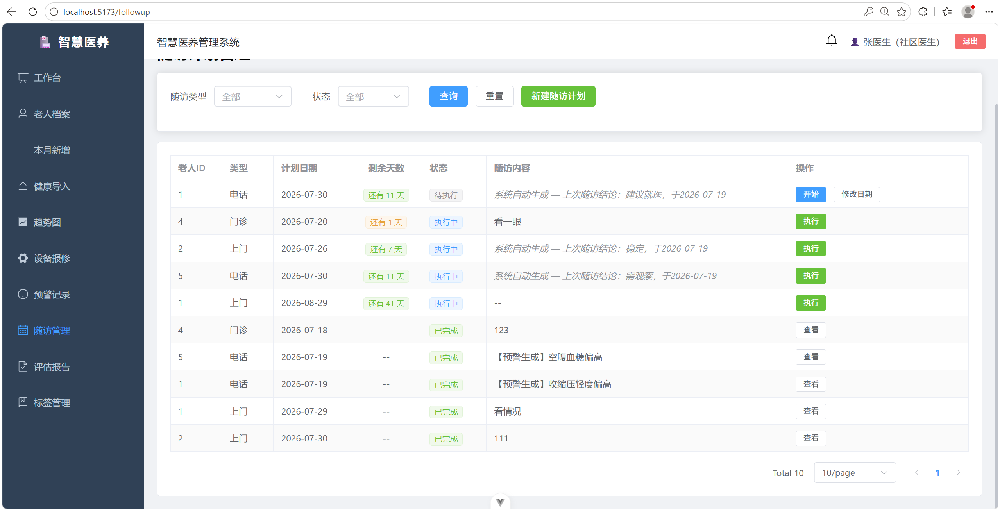 localhost:5173/followup
智慧医养
智慧医养管理系统
张医生（社区医生）
退出
工作台
老人档案
本月新增
健康导入
趋势图
设备报修
预警记录
随访管理
评估报告
标签管理
随访类型 全部 状态 全部 查询 重置 新建随访计划
老人ID 类型 计划日期 剩余天数 状态 随访内容 操作
1 电话 2026-07-30 还有 11 天 待执行 系统自动生成 — 上次随访结论：建议就医，于2026-07-19 开始 修改日期
4 门诊 2026-07-20 还有 1 天 执行中 看一眼 执行
2 上门 2026-07-26 还有 7 天 执行中 系统自动生成 — 上次随访结论：稳定，于2026-07-19 执行
5 电话 2026-07-30 还有 11 天 执行中 系统自动生成 — 上次随访结论：需观察，于2026-07-19 执行
1 上门 2026-08-29 还有 41 天 执行中 -- 执行
4 门诊 2026-07-18 -- 已完成 123 查看
5 电话 2026-07-19 -- 已完成 【预警生成】空腹血糖偏高 查看
1 电话 2026-07-19 -- 已完成 【预警生成】收缩压轻度偏高 查看
1 上门 2026-07-29 -- 已完成 看情况 查看
2 上门 2026-07-30 -- 已完成 111 查看
Total 10 10/page 1